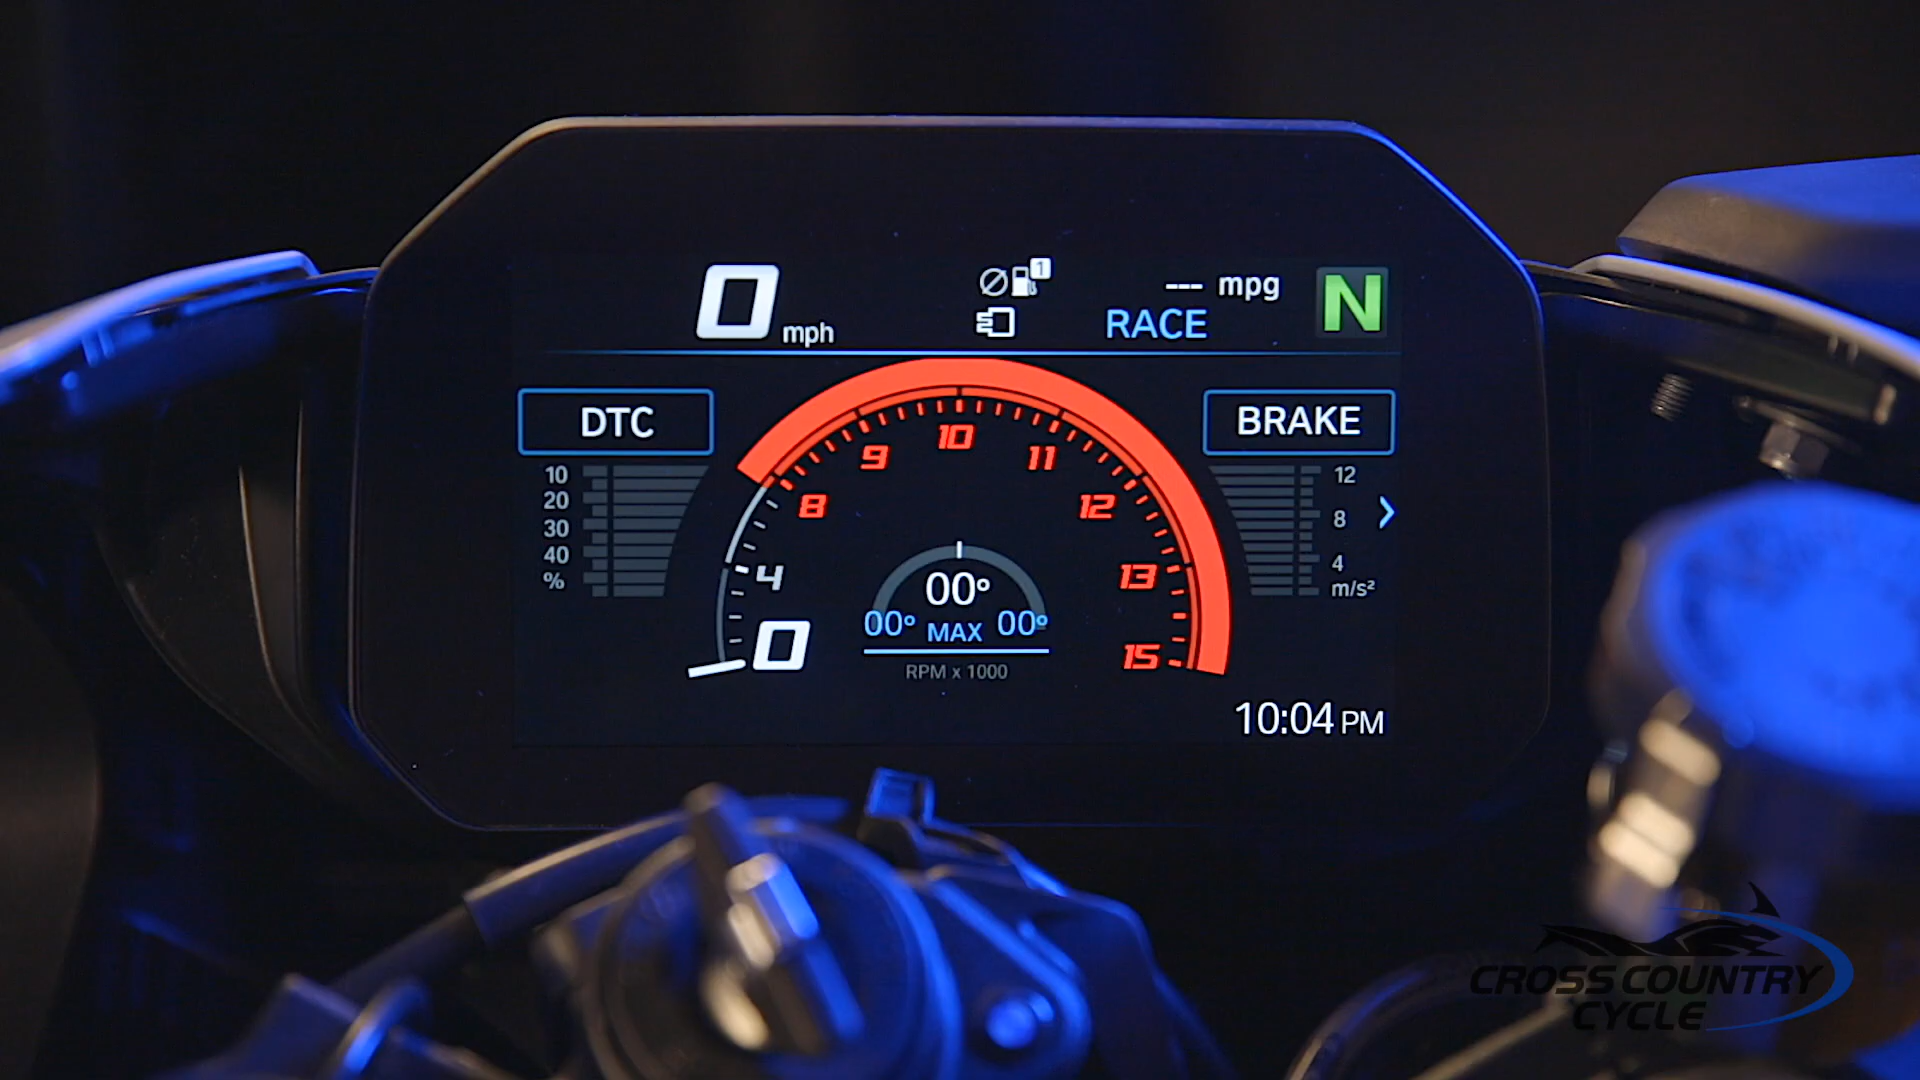 0 mph
1
--- mpg
RACE
N
DTC
BRAKE
10
20
30
40
%
12
8
4
m/s²
0
4
8
9
10
11
12
13
15
00°
00° MAX 00°
RPM x 1000
10:04 PM
CROSS COUNTRY
CYCLE